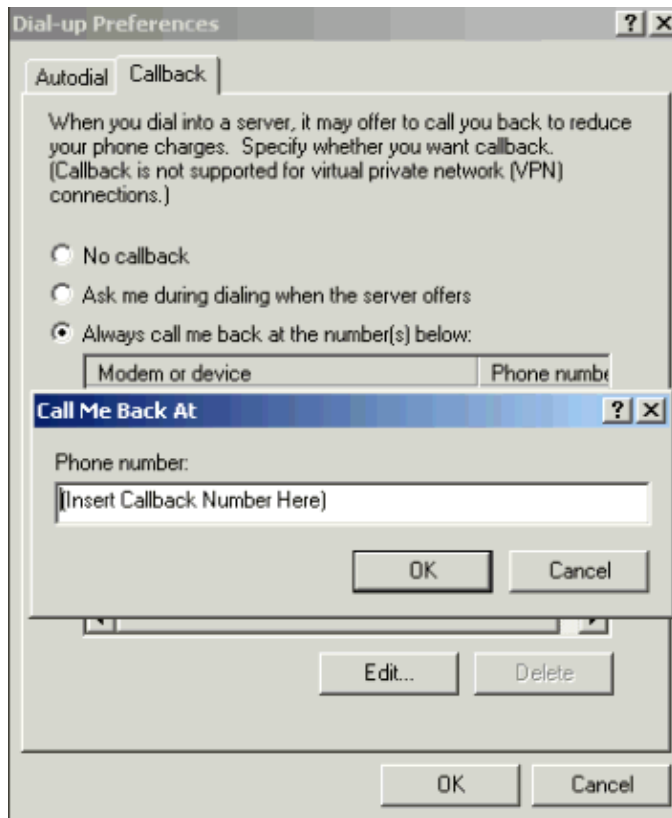 Dial-up Preferences
Autodial
Callback
When you dial into a server, it may offer to call you back to reduce
your phone charges. Specify whether you want callback.
(Callback is not supported for virtual private network (VPN)
connections.)
No callback
Ask me during dialing when the server offers
Always call me back at the number(s) below:
Modem or device
Phone numbe
Call Me Back At
Phone number:
(Insert Callback Number Here)
OK
Cancel
Edit...
Delete
OK
Cancel